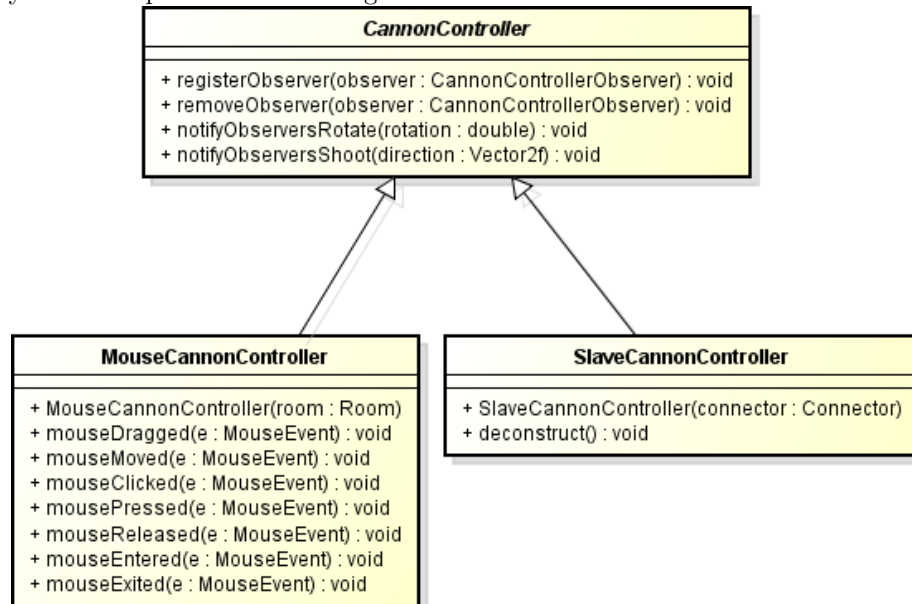 CannonController
+ registerObserver(observer : CannonControllerObserver) : void
+ removeObserver(observer : CannonControllerObserver) : void
+ notifyObserversRotate(rotation : double) : void
+ notifyObserversShoot(direction : Vector2f) : void
MouseCannonController
+ MouseCannonController(room : Room)
+ mouseDragged(e : MouseEvent) : void
+ mouseMoved(e : MouseEvent) : void
+ mouseClicked(e : MouseEvent) : void
+ mousePressed(e : MouseEvent) : void
+ mouseReleased(e : MouseEvent) : void
+ mouseEntered(e : MouseEvent) : void
+ mouseExited(e : MouseEvent) : void
SlaveCannonController
+ SlaveCannonController(connector : Connector)
+ deconstruct() : void